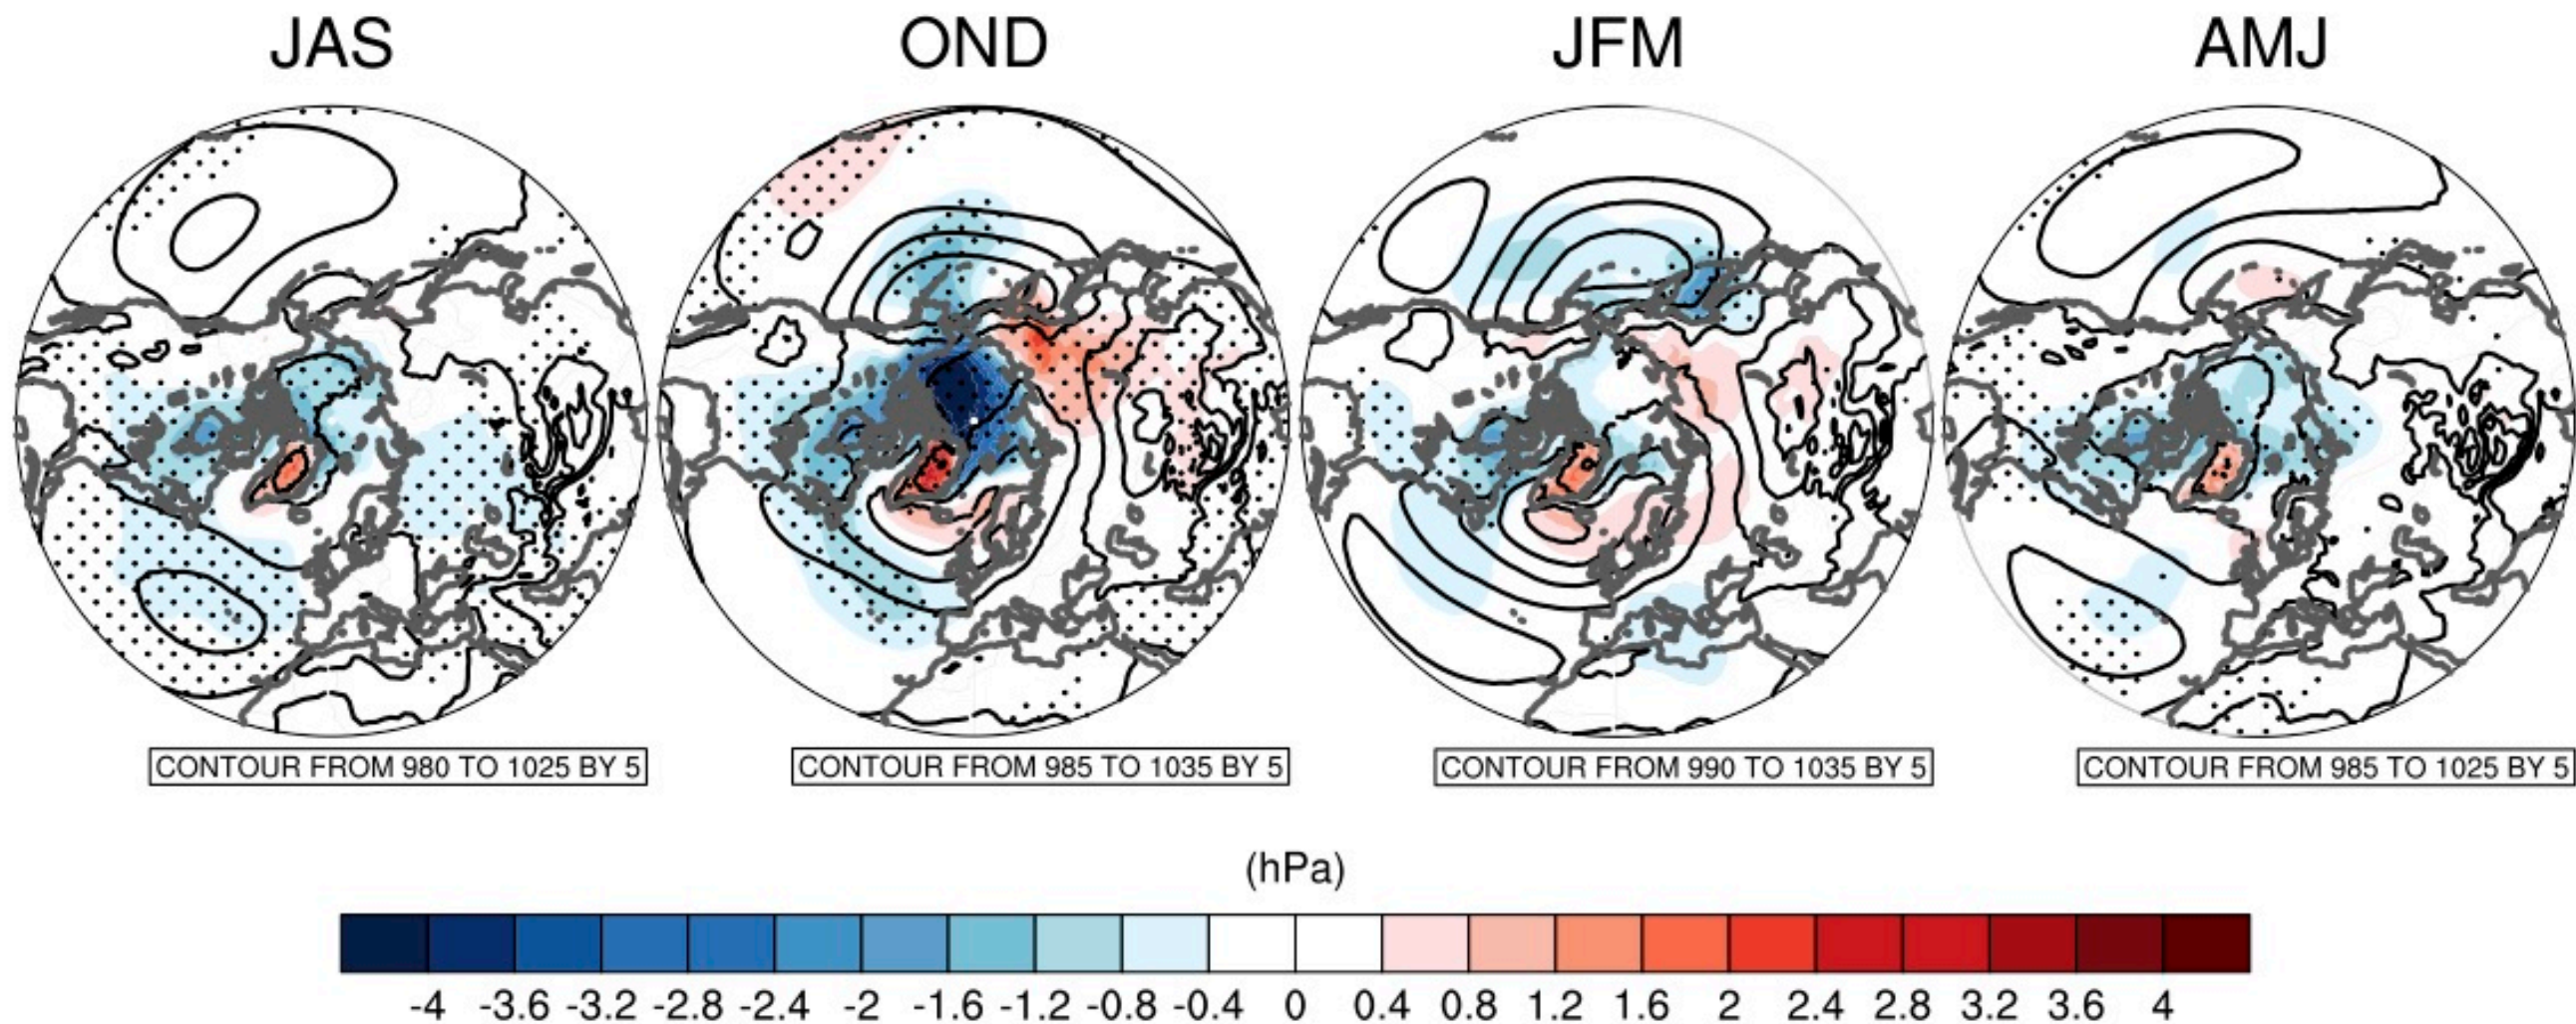 JAS OND JFM AMJ
CONTOUR FROM 980 TO 1025 BY 5 CONTOUR FROM 985 TO 1035 BY 5 CONTOUR FROM 990 TO 1035 BY 5 CONTOUR FROM 985 TO 1025 BY 5
(hPa)
-4 -3.6 -3.2 -2.8 -2.4 -2 -1.6 -1.2 -0.8 -0.4 0 0.4 0.8 1.2 1.6 2 2.4 2.8 3.2 3.6 4